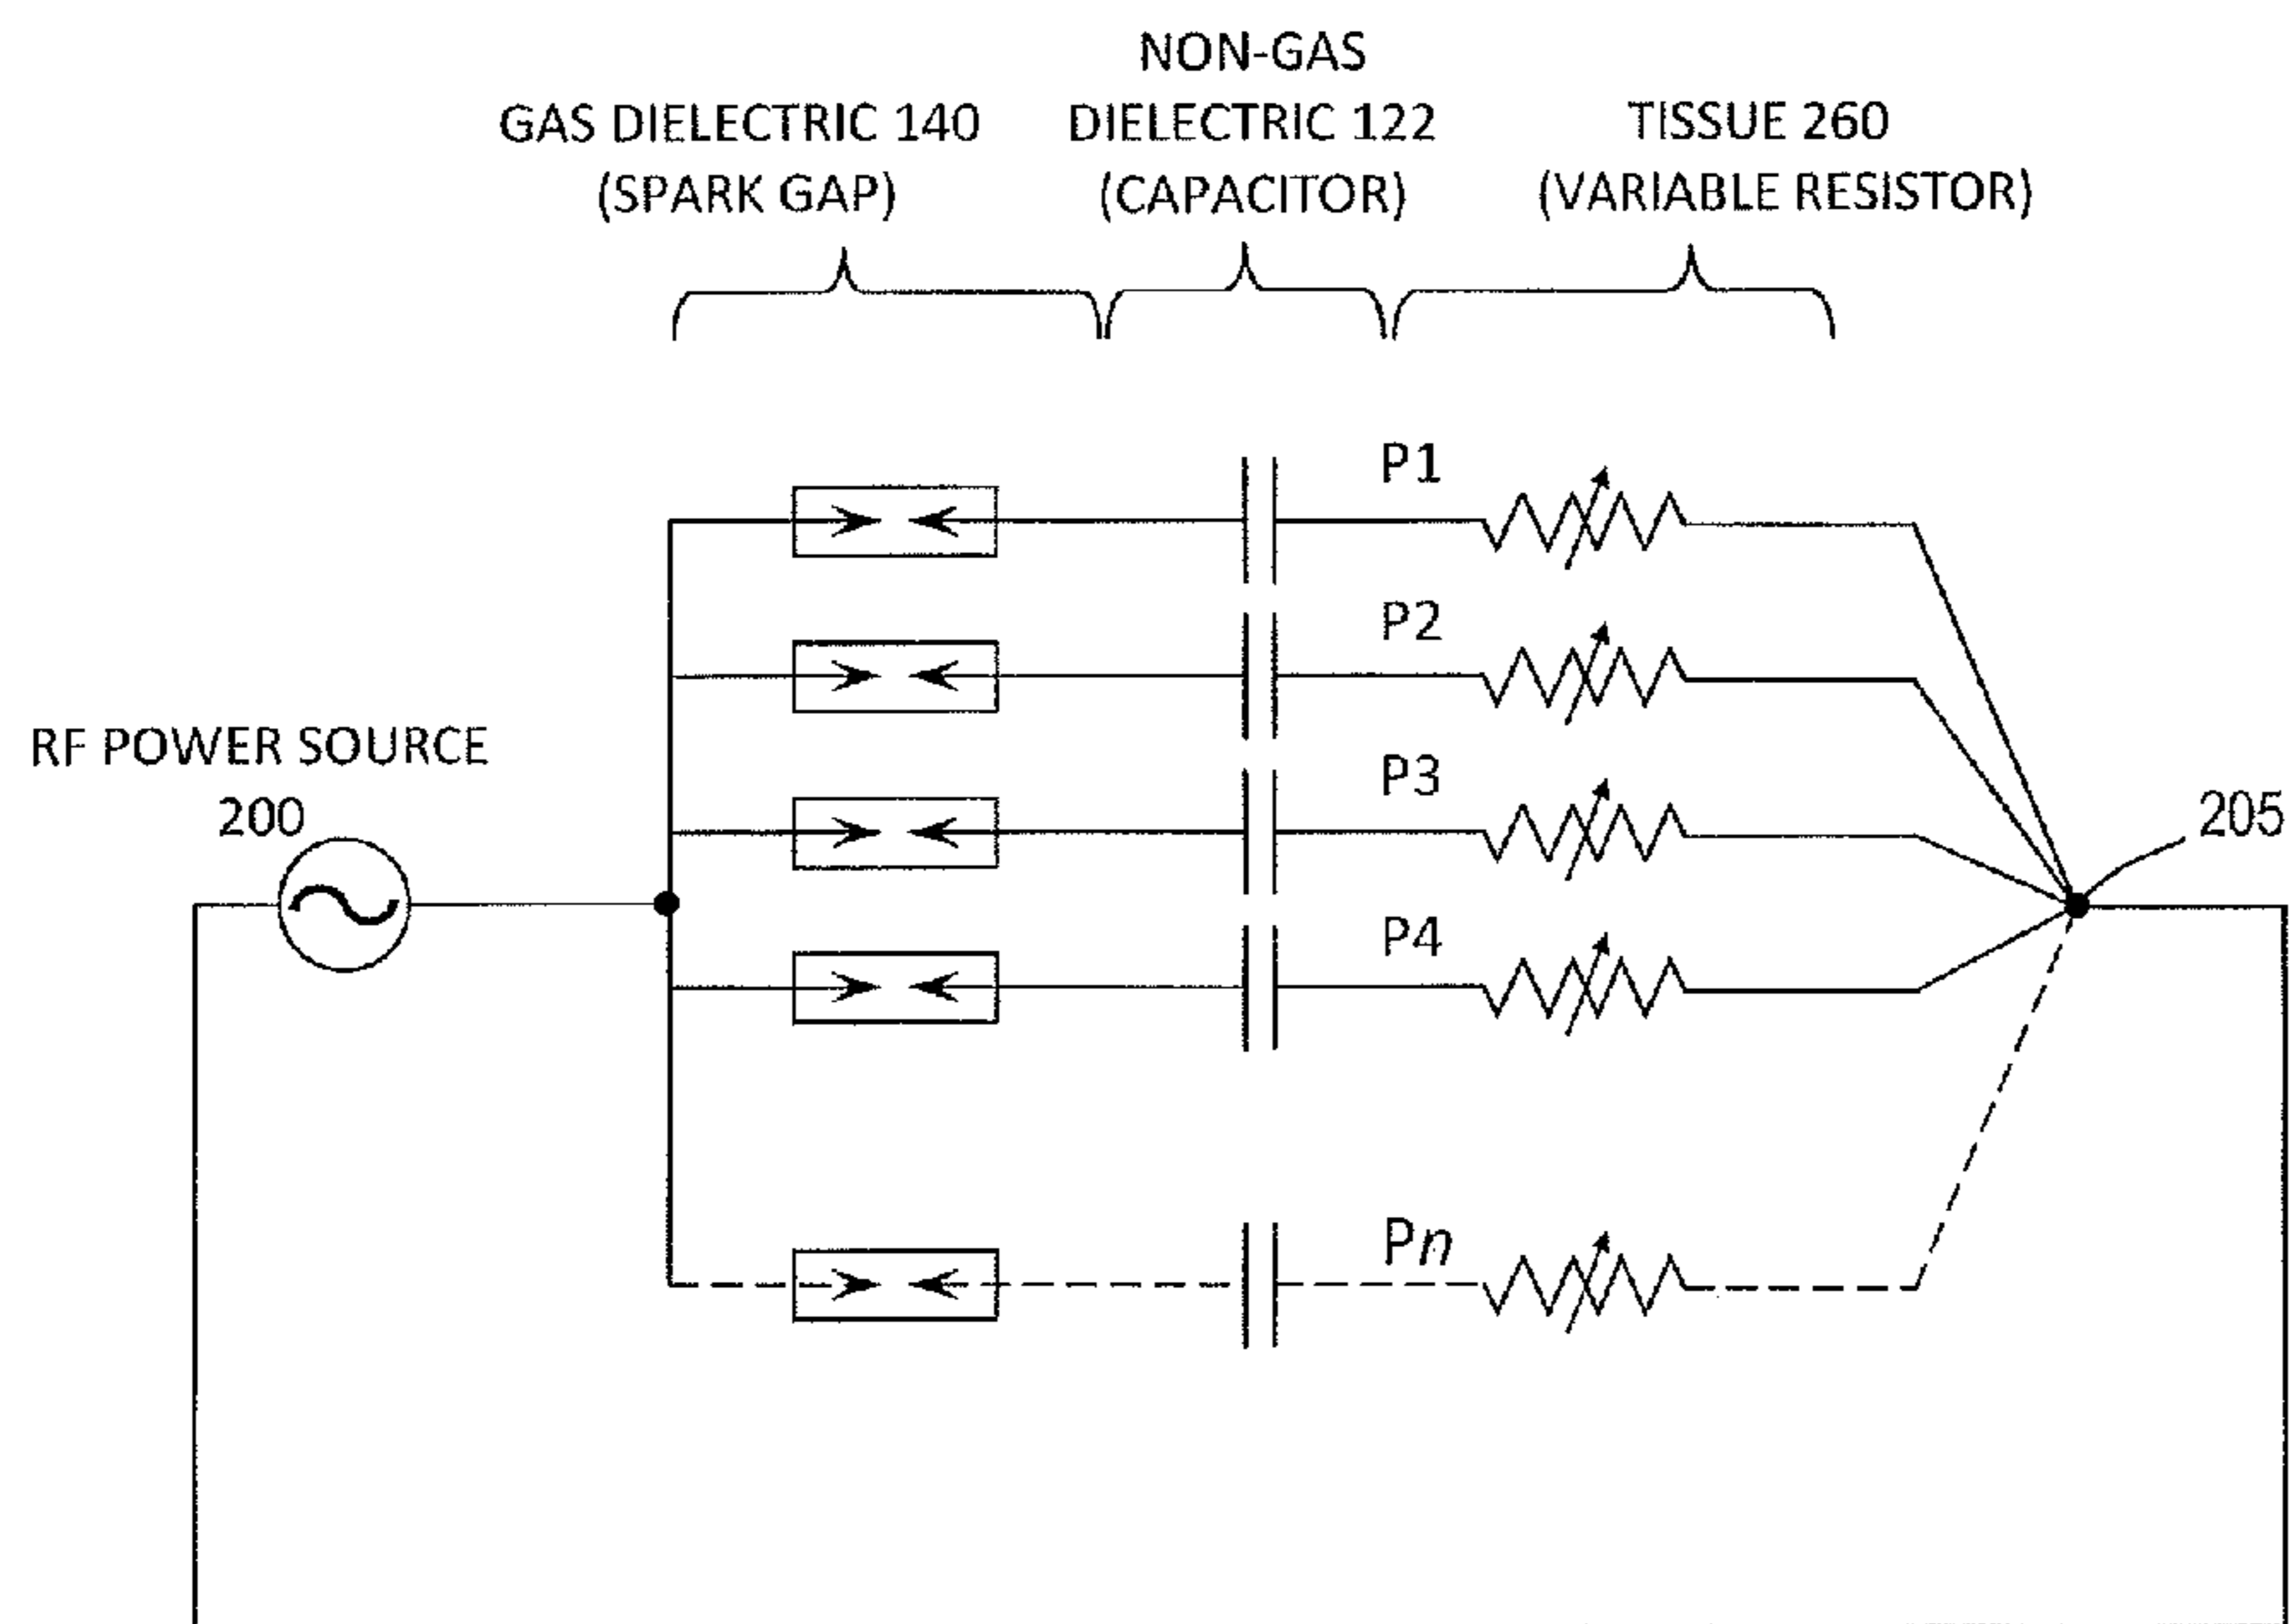 NON-GAS
GAS DIELECTRIC 140
DIELECTRIC 122
TISSUE 260
(SPARK GAP)
(CAPACITOR)
(VARIABLE RESISTOR)
P1
P2
RF POWER SOURCE
200
P3
205
P4
Pn